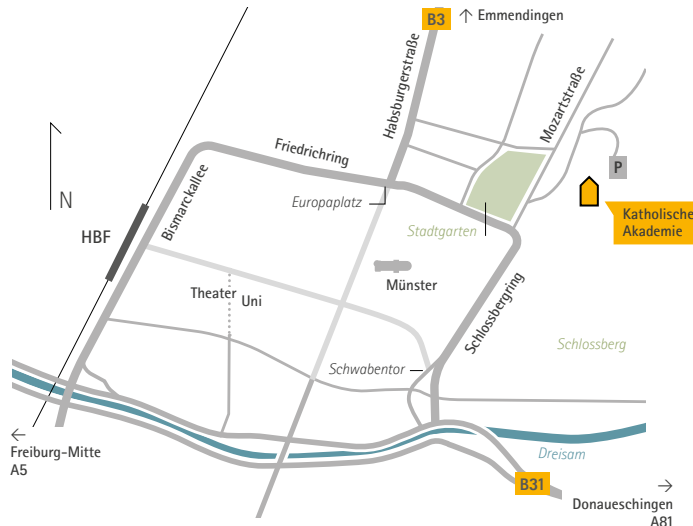 B3
↑ Emmendingen
Habsburgerstraße
Mozartstraße
Friedrichring
P
N
Bismarckallee
Europaplatz
Stadtgarten
Katholische
Akademie
HBF
Theater
Uni
Münster
Schlossbergring
Schlossberg
Schwabentor
←
Freiburg-Mitte
A5
Dreisam
B31
→
Donaueschingen
A81